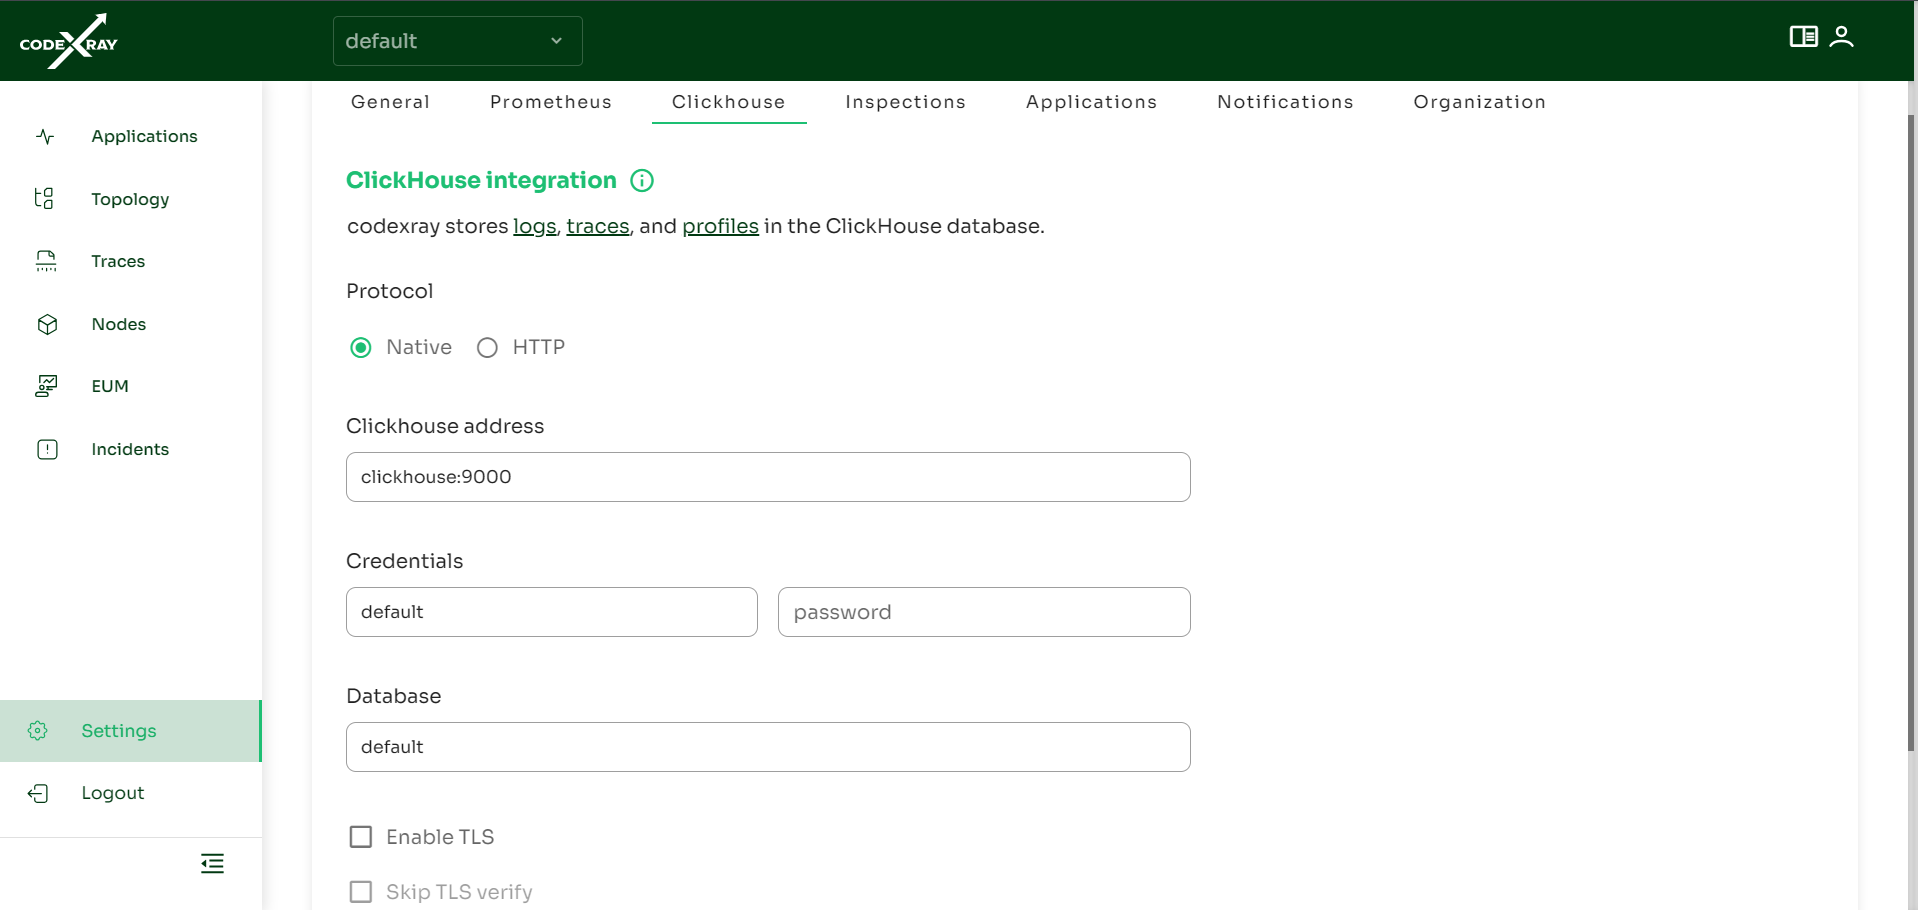 CODEXRAY
default
General Prometheus Clickhouse Inspections Applications Notifications Organization
Applications
Topology
Traces
Nodes
EUM
Incidents
Settings
Logout
ClickHouse integration
codexray stores logs, traces, and profiles in the ClickHouse database.
Protocol
Native HTTP
Clickhouse address
clickhouse:9000
Credentials
default password
Database
default
Enable TLS
Skip TLS verify